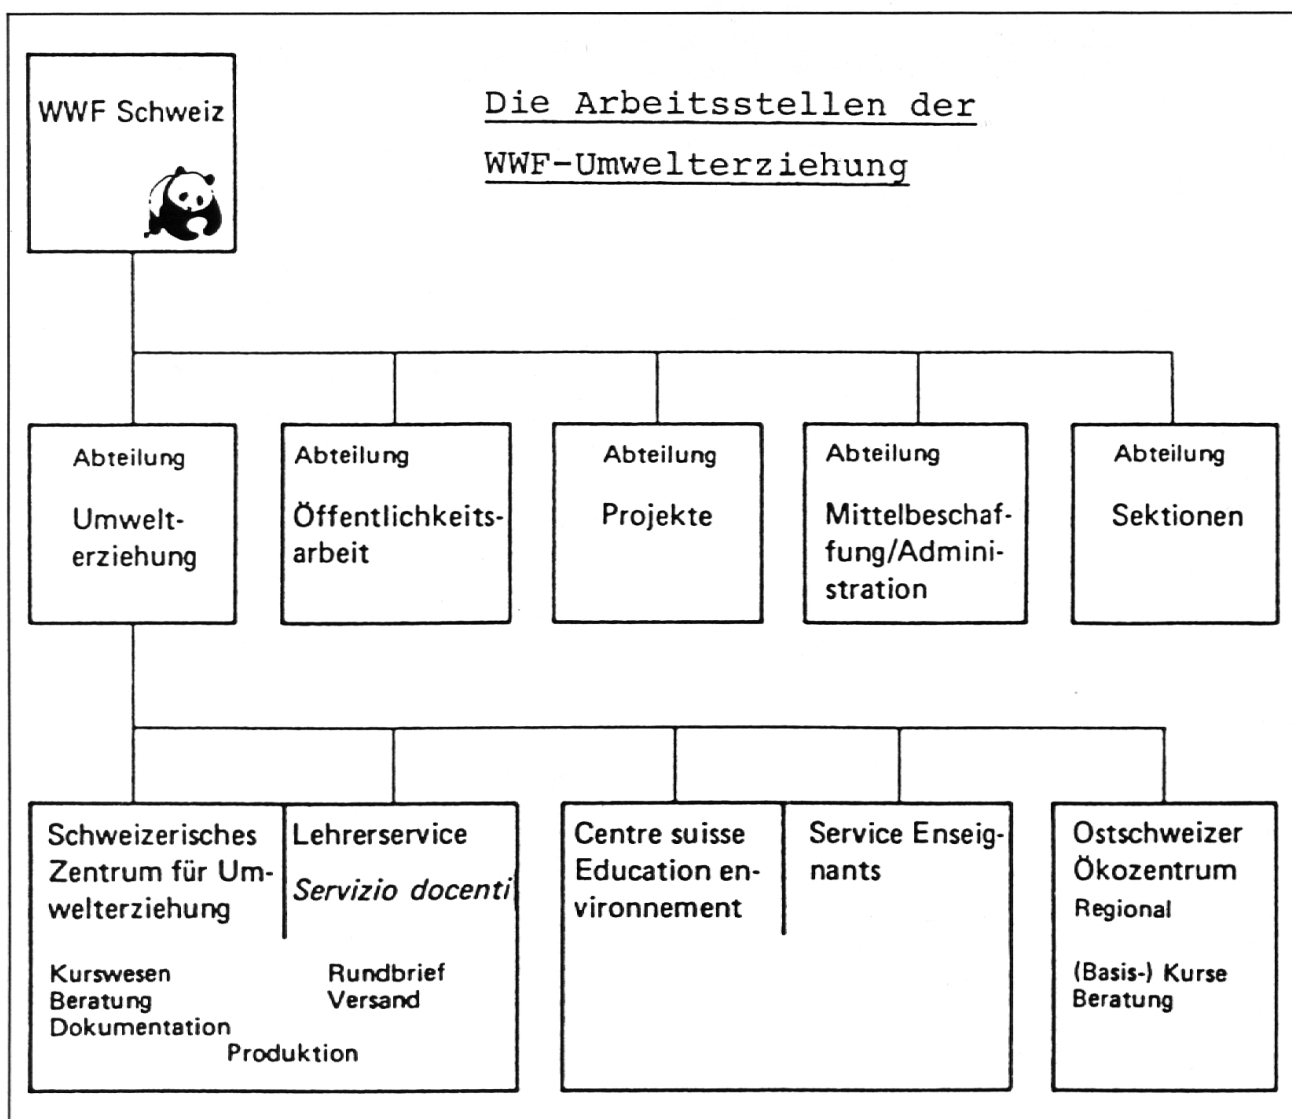 WWF Schweiz
Die Arbeitsstellen der
WWF-Umwelterziehung
Abteilung
Umwelt-
erziehung
Abteilung
Öffentlichkeits-
arbeit
Abteilung
Projekte
Abteilung
Mittelbeschaf-
fung/Admini-
stration
Abteilung
Sektionen
Schweizerisches
Zentrum für Um-
welterziehung
Lehrerservice
Servizio docenti
Kurswesen
Beratung
Dokumentation
Rundbrief
Versand
Produktion
Centre suisse
Education en-
vironnement
Service Enseig-
nants
Ostschweizer
Ökozentrum
Regional
(Basis-) Kurse
Beratung